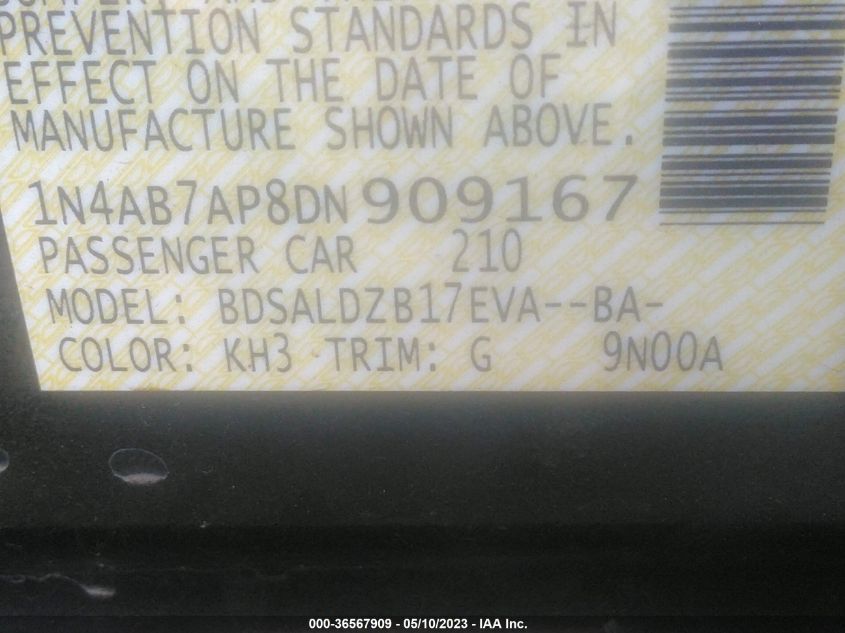 PREVENTION STANDARDS IN
EFFECT ON THE DATE OF
MANUFACTURE SHOWN ABOVE.
1N4AB7AP8DN909167
PASSENGER CAR 210
MODEL: BDSALDZB17EVA--BA-
COLOR: KH3 TRIM: G 9N00A
000-36567909 - 05/10/2023 - IAA Inc.